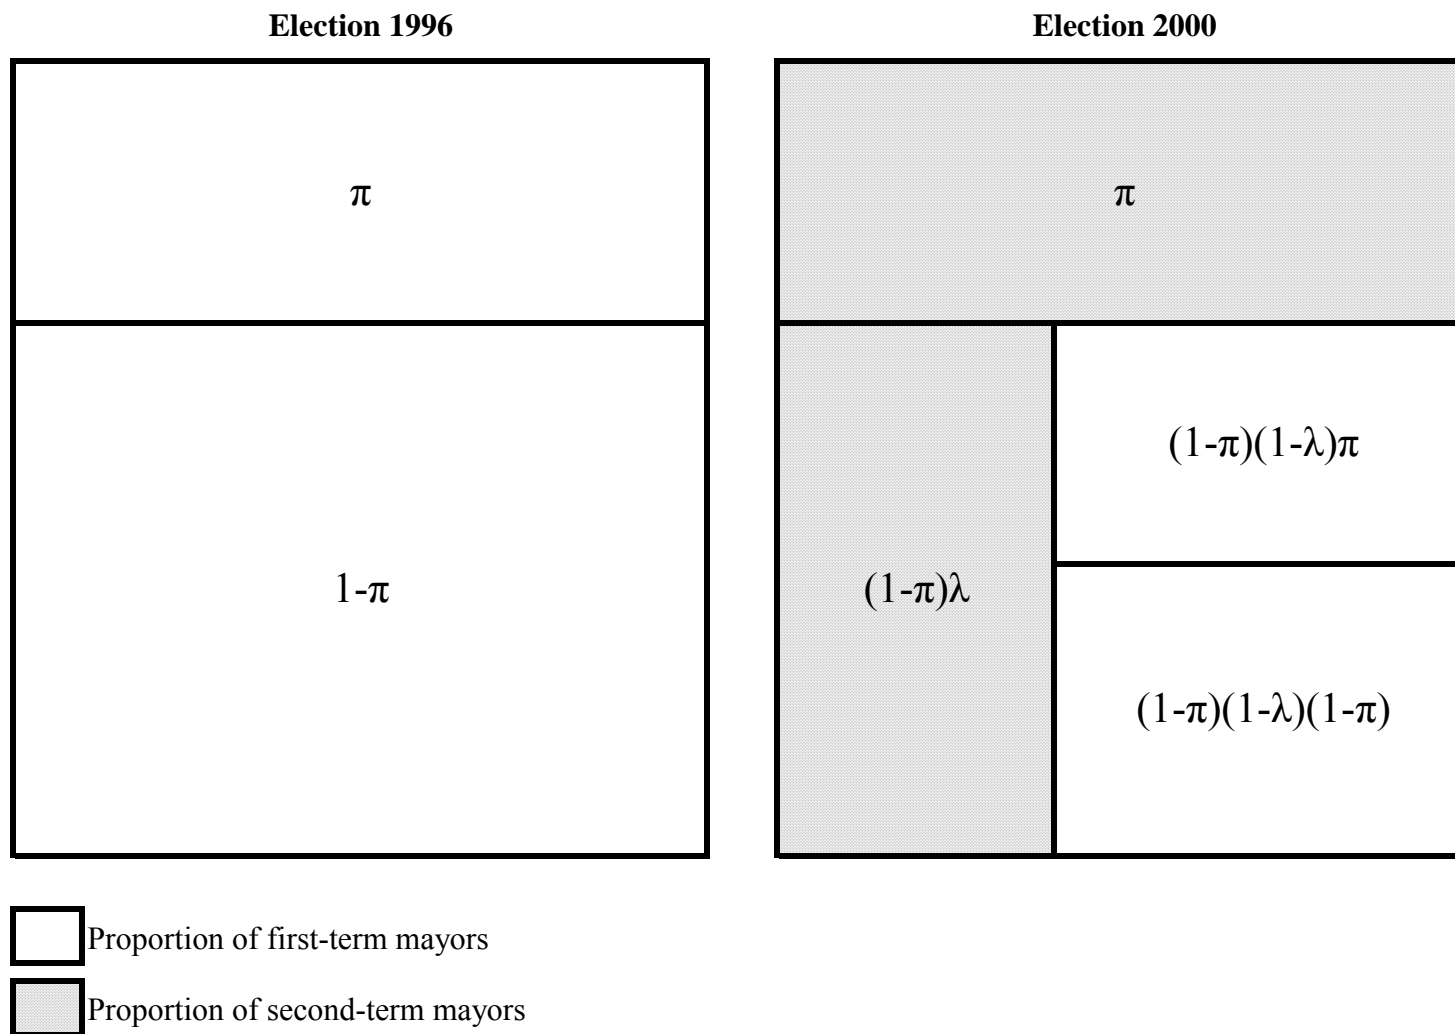 Election 1996
Election 2000
π
π
1-π
(1-π)λ
(1-π)(1-λ)π
(1-π)(1-λ)(1-π)
Proportion of first-term mayors
Proportion of second-term mayors